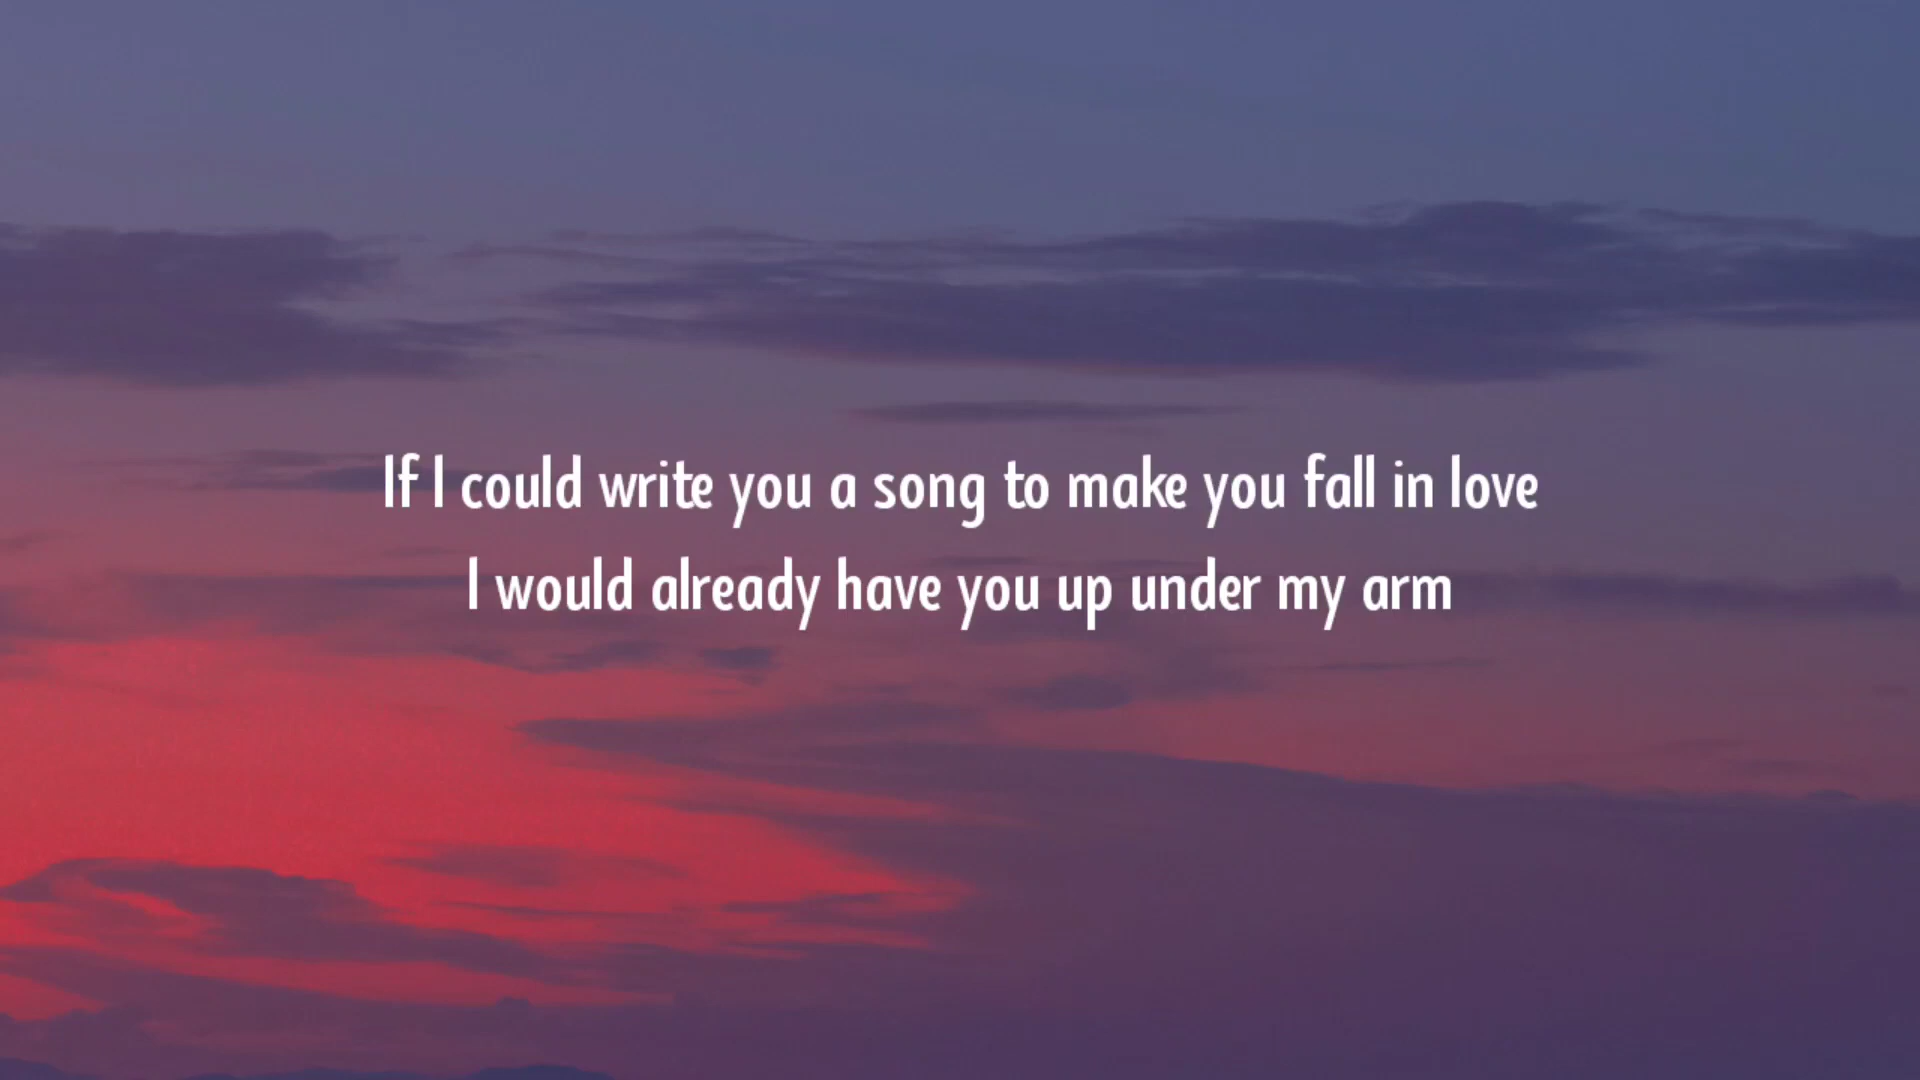 If I could write you a song to make you fall in love
I would already have you up under my arm